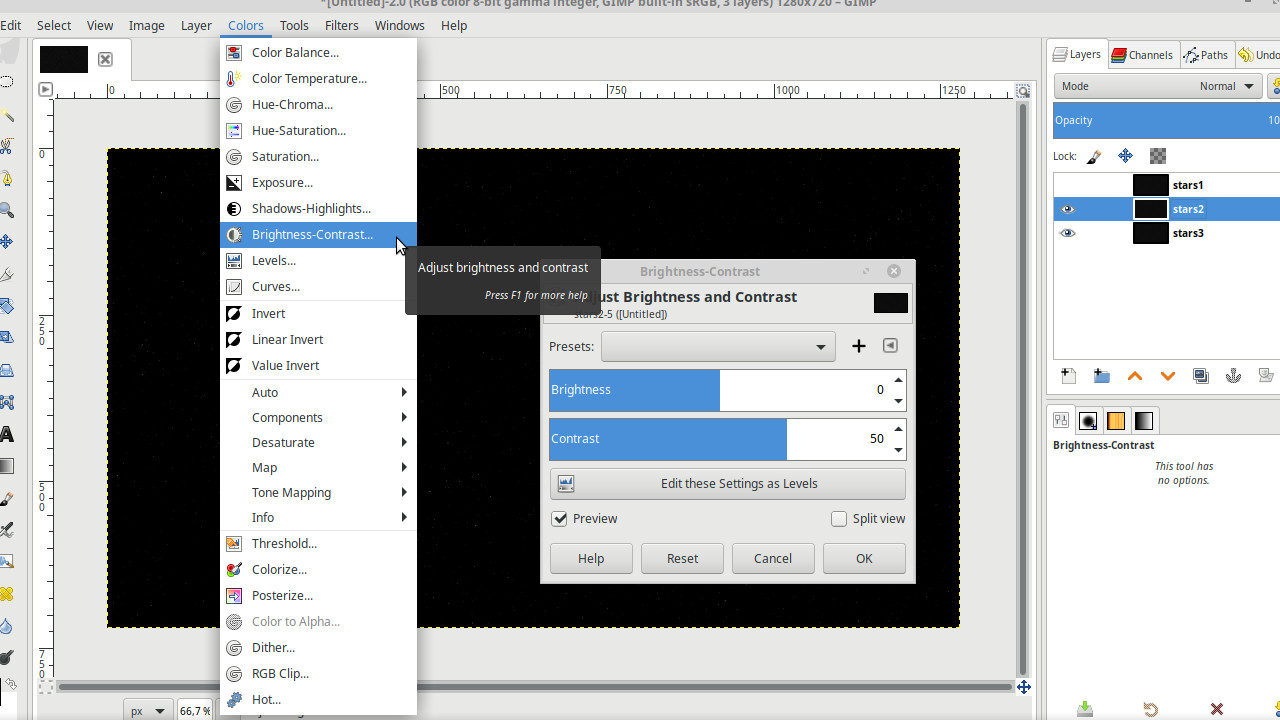 *[Untitled]-2.0 (RGB color 8-bit gamma integer, GIMP built-in sRGB, 3 layers) 1280x720 – GIMP
Edit Select View Image Layer Colors Tools Filters Windows Help
Color Balance...
Color Temperature...
Hue-Chroma...
Hue-Saturation...
Saturation...
Exposure...
Shadows-Highlights...
Brightness-Contrast...
Levels...
Curves...
Invert
Linear Invert
Value Invert
Auto
Components
Desaturate
Map
Tone Mapping
Info
Threshold...
Colorize...
Posterize...
Color to Alpha...
Dither...
RGB Clip...
Hot...
0 500 750 1000 1250
0
250
500
750
Adjust brightness and contrast
Press F1 for more help
Brightness-Contrast
just Brightness and Contrast
stars2-5 ([Untitled])
Presets:
Brightness 0
Contrast 50
Edit these Settings as Levels
Preview Split view
Help Reset Cancel OK
px 66,7 %
Layers Channels Paths Undo
Mode Normal
Opacity 10
Lock:
stars1
stars2
stars3
Brightness-Contrast
This tool has
no options.